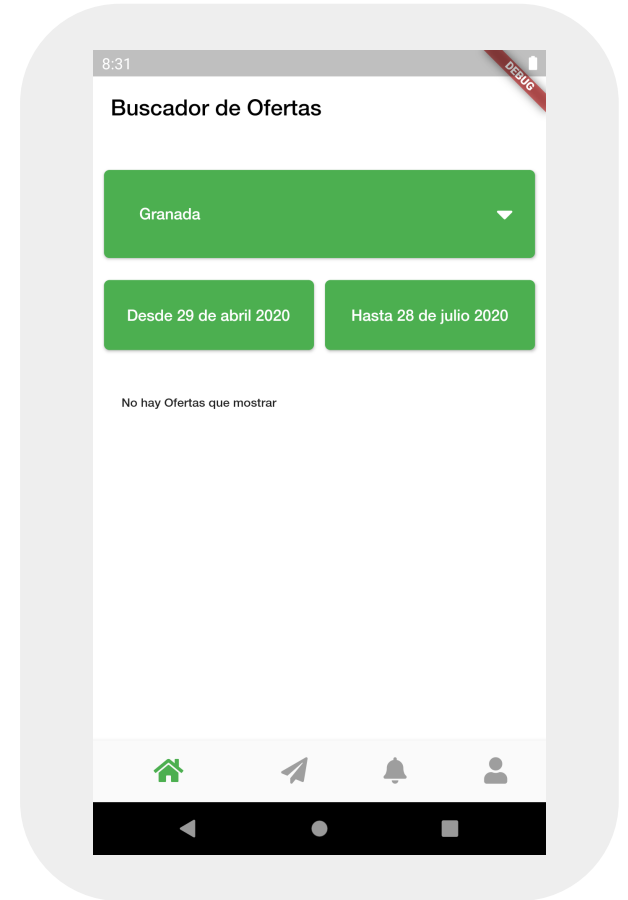 8:31
DEBUG
Buscador de Ofertas
Granada
Desde 29 de abril 2020
Hasta 28 de julio 2020
No hay Ofertas que mostrar